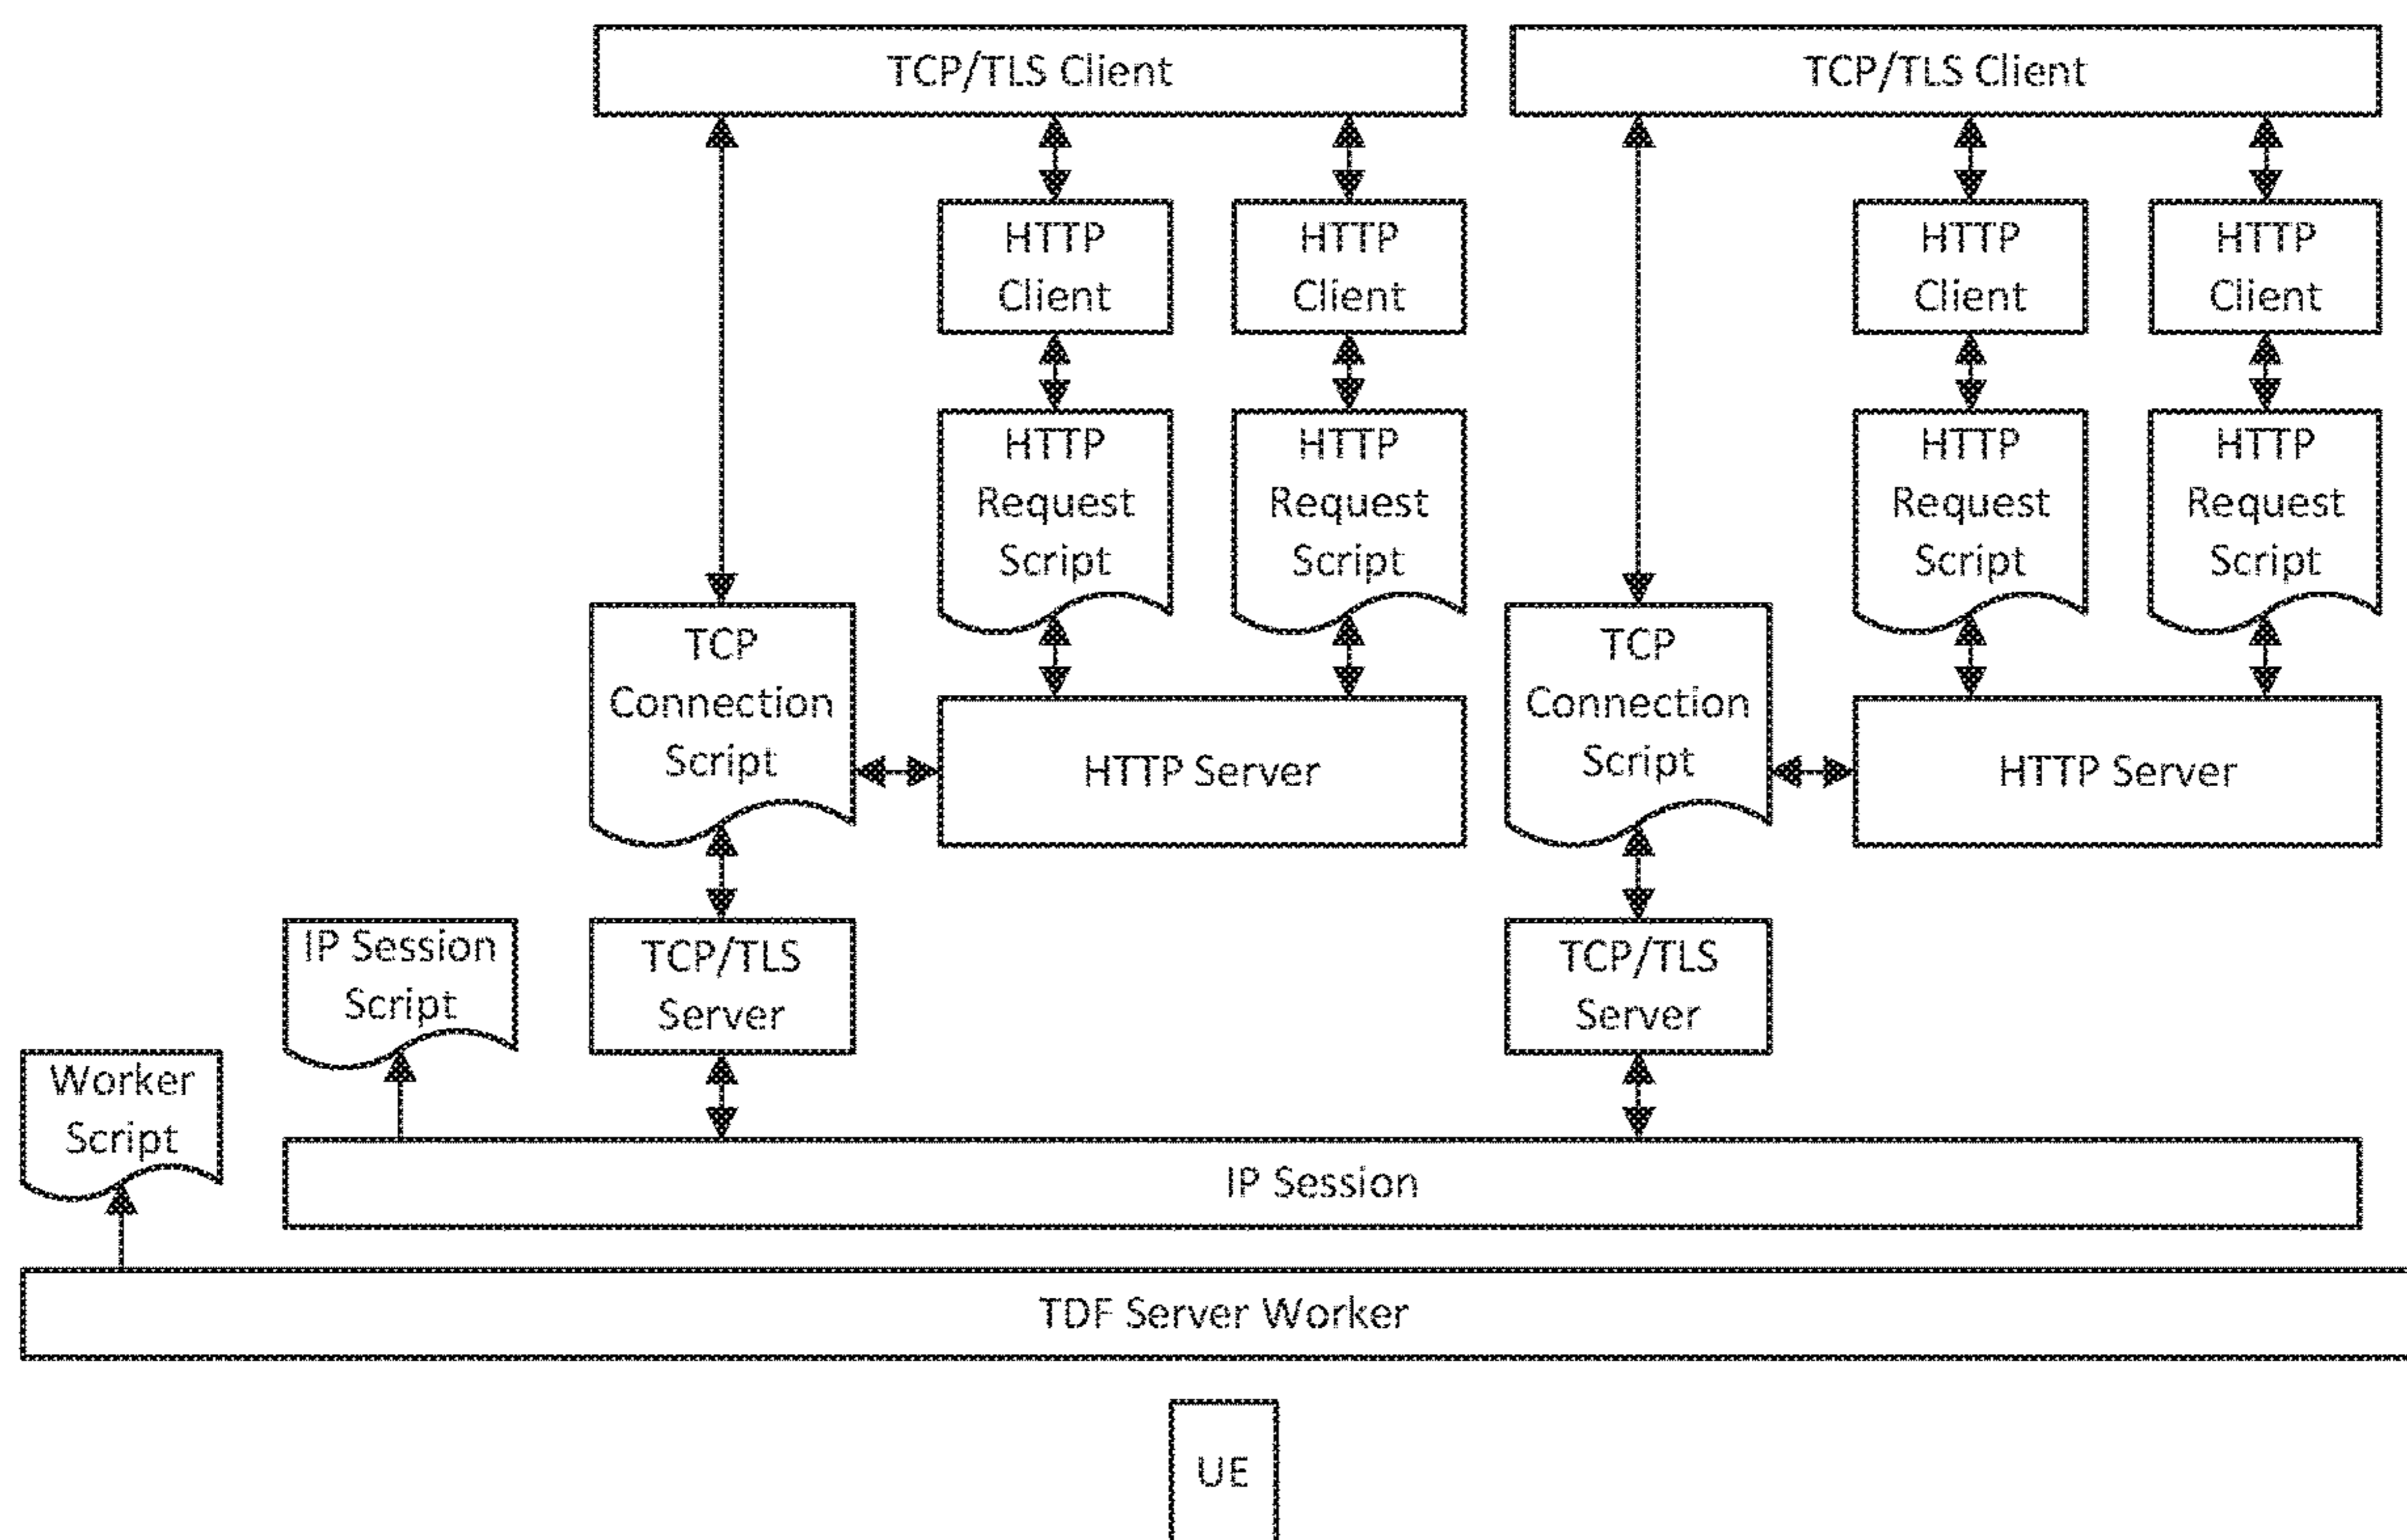 TCP/TLS Client
TCP/TLS Client
HTTP
Client
HTTP
Client
HTTP
Client
HTTP
Client
HTTP
Request
Script
HTTP
Request
Script
HTTP
Request
Script
HTTP
Request
Script
TCP
Connection
Script
HTTP Server
TCP
Connection
Script
HTTP Server
IP Session
Script
TCP/TLS
Server
TCP/TLS
Server
Worker
Script
IP Session
TDF Server Worker
UE